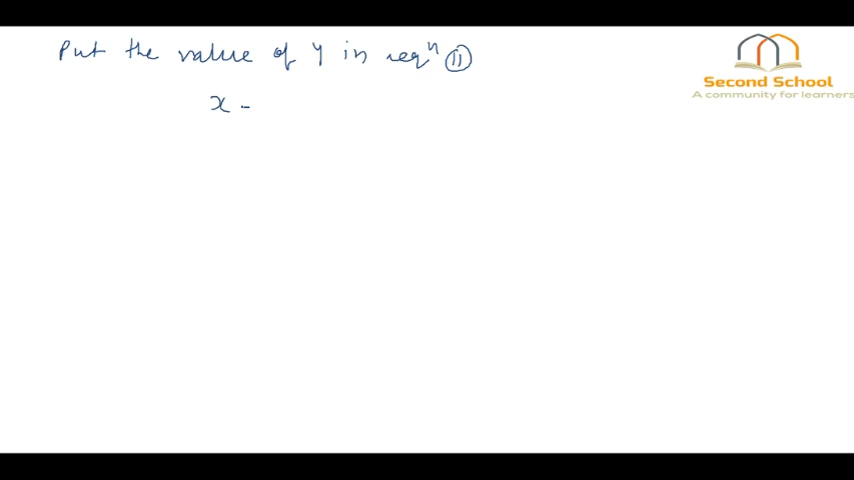 Put the value of y in eqⁿ (II)
x -
Second School
A community for learners